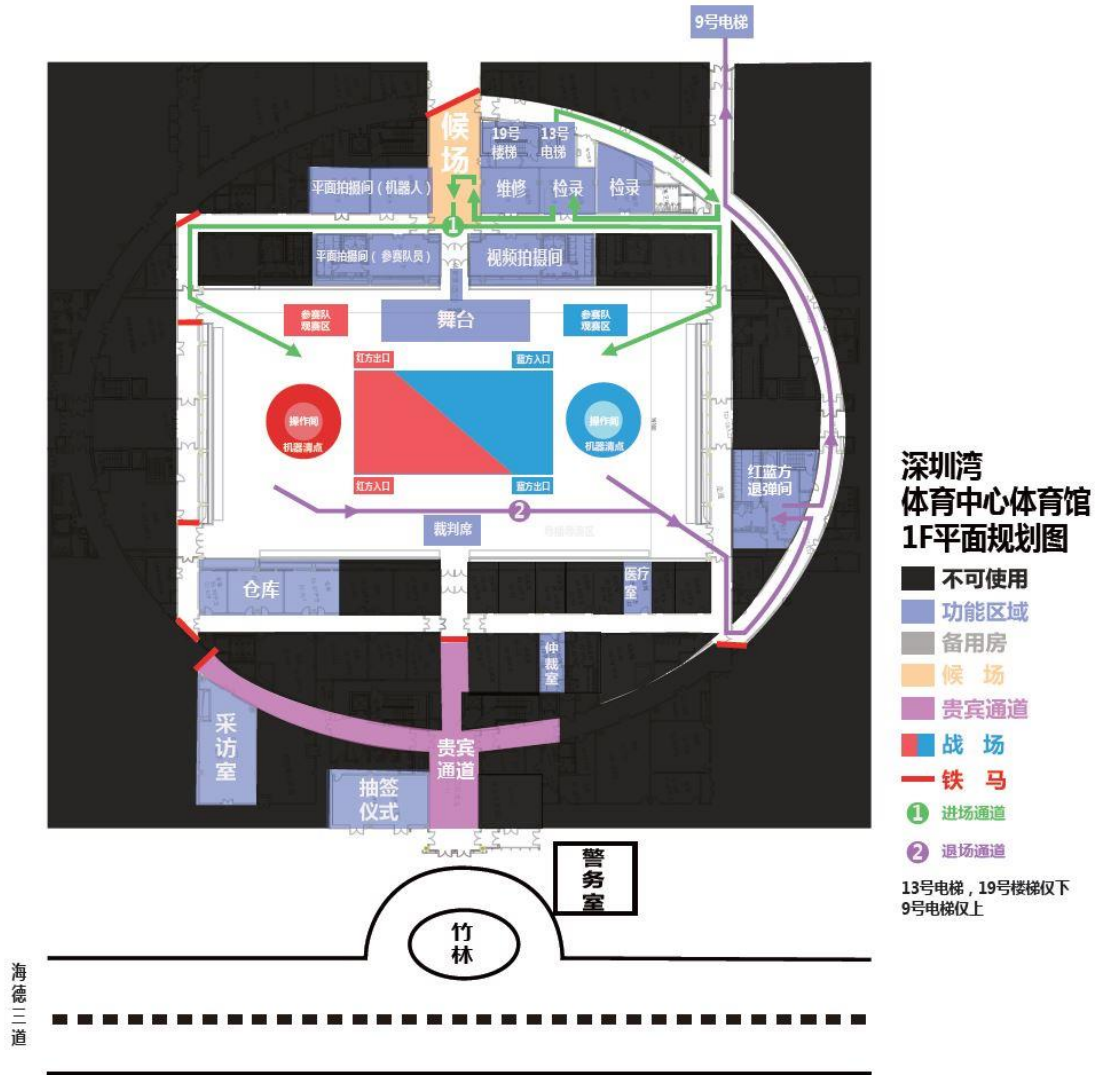 9号电梯
候
场
19号
楼梯
13号
电梯
平面拍摄间（机器人）
维修
检录
检录
1
平面拍摄间（参赛队员）
视频拍摄间
参赛队
观赛区
舞台
参赛队
观赛区
红方出口
蓝方入口
操作间
机器清点
操作间
机器清点
红方入口
蓝方出口
红蓝方
退弹间
2
裁判席
仓库
医疗
室
仲
裁
室
采
访
室
贵宾
通道
抽签
仪式
警
务
室
竹
林
海
德
三
道
深圳湾
体育中心体育馆
1F平面规划图
不可使用
功能区域
备用房
候 场
贵宾通道
战 场
铁 马
1 进场通道
2 退场通道
13号电梯，19号楼梯仅下
9号电梯仅上